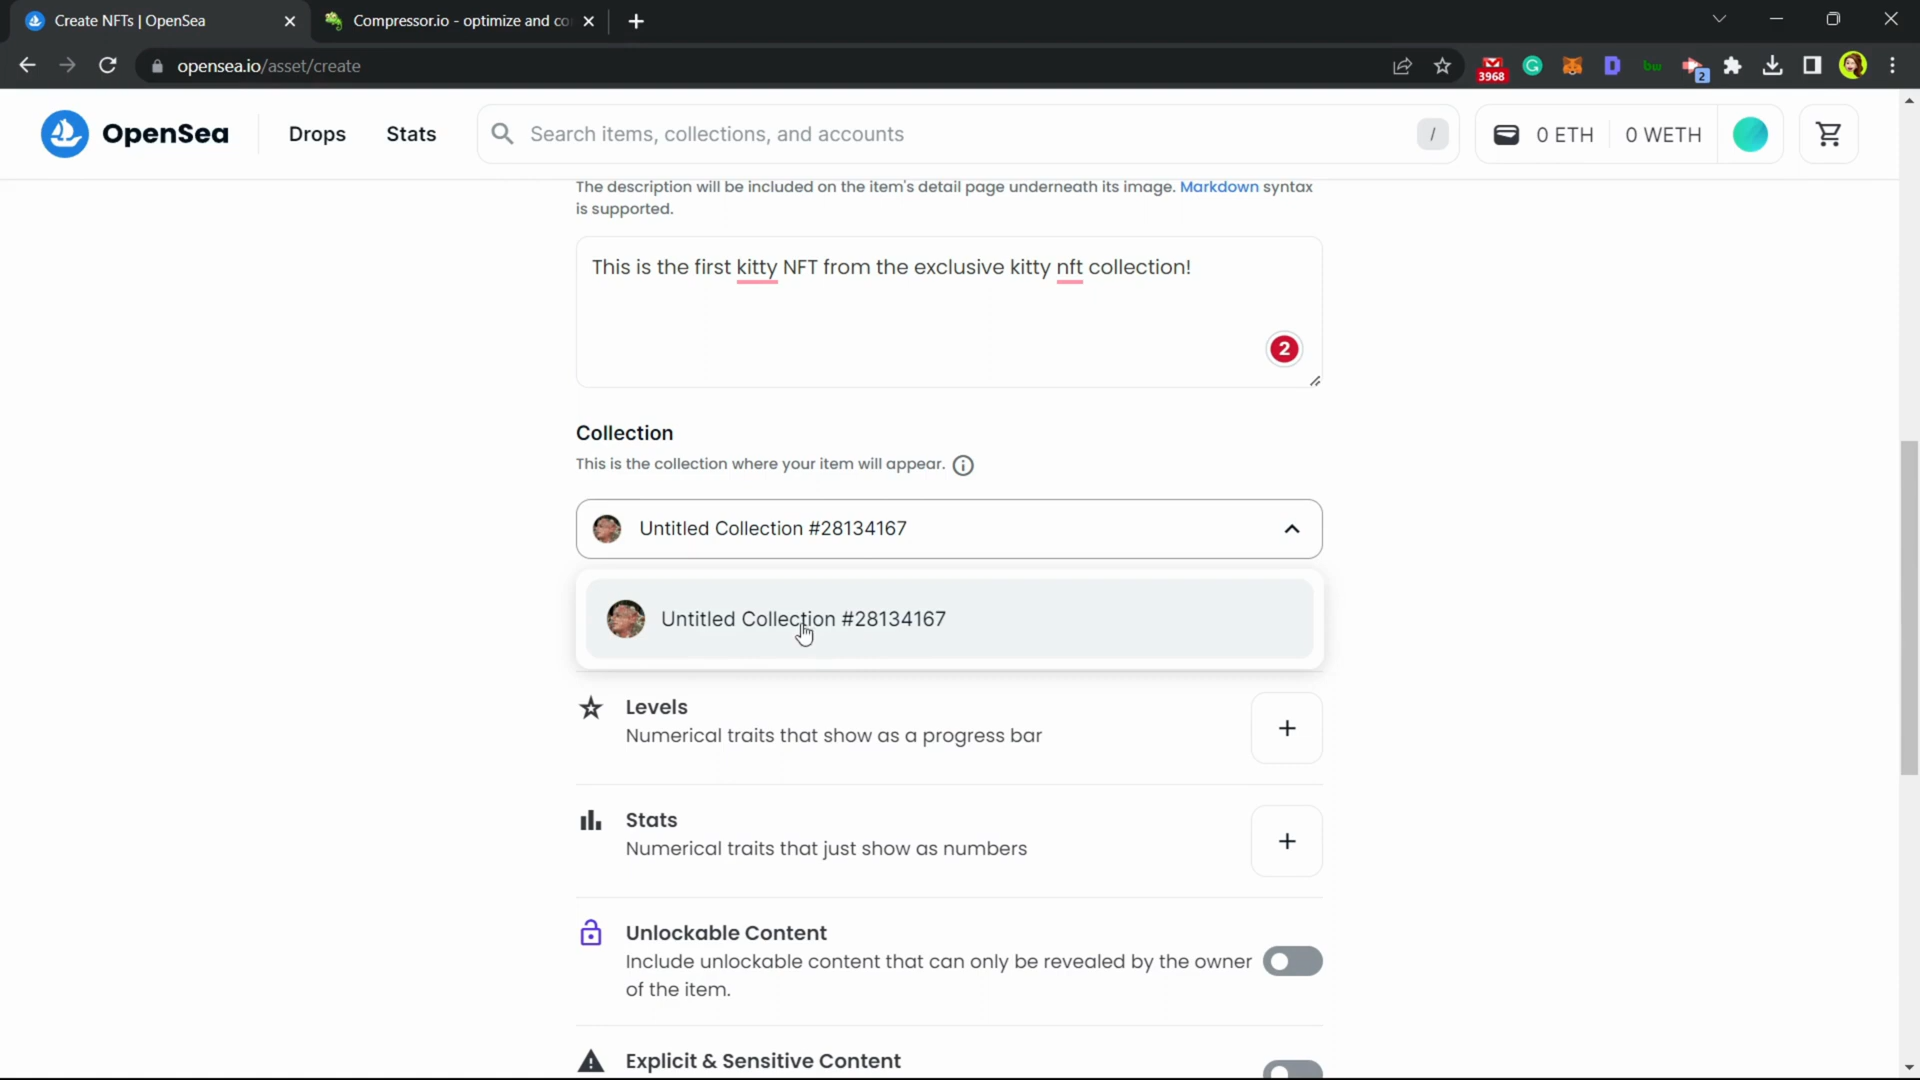 Create NFTs | OpenSea
Compressor.io - optimize and co
opensea.io/asset/create
3968
D
bw
2
OpenSea
Drops
Stats
Search items, collections, and accounts
/
0 ETH
0 WETH
The description will be included on the item's detail page underneath its image. Markdown syntax
is supported.
This is the first kitty NFT from the exclusive kitty nft collection!
2
Collection
This is the collection where your item will appear.
Untitled Collection #28134167
Untitled Collection #28134167
Levels
Numerical traits that show as a progress bar
Stats
Numerical traits that just show as numbers
Unlockable Content
Include unlockable content that can only be revealed by the owner
of the item.
Explicit & Sensitive Content